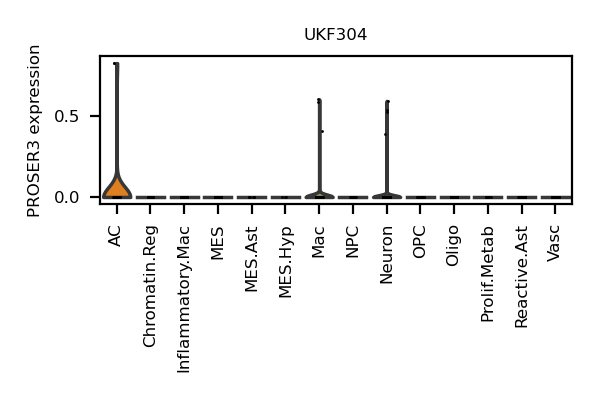 UKF304
PROSER3 expression
0.5
0.0
AC
Chromatin.Reg
Inflammatory.Mac
MES
MES.Ast
MES.Hyp
Mac
NPC
Neuron
OPC
Oligo
Prolif.Metab
Reactive.Ast
Vasc